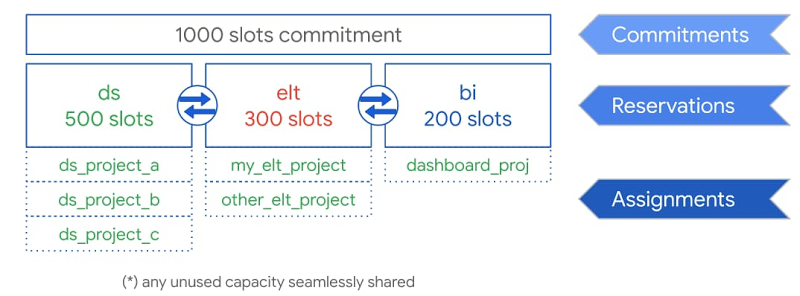 1000 slots commitment
Commitments
ds
500 slots
elt
300 slots
bi
200 slots
Reservations
ds_project_a
my_elt_project
dashboard_proj
ds_project_b
other_elt_project
Assignments
ds_project_c
(*) any unused capacity seamlessly shared